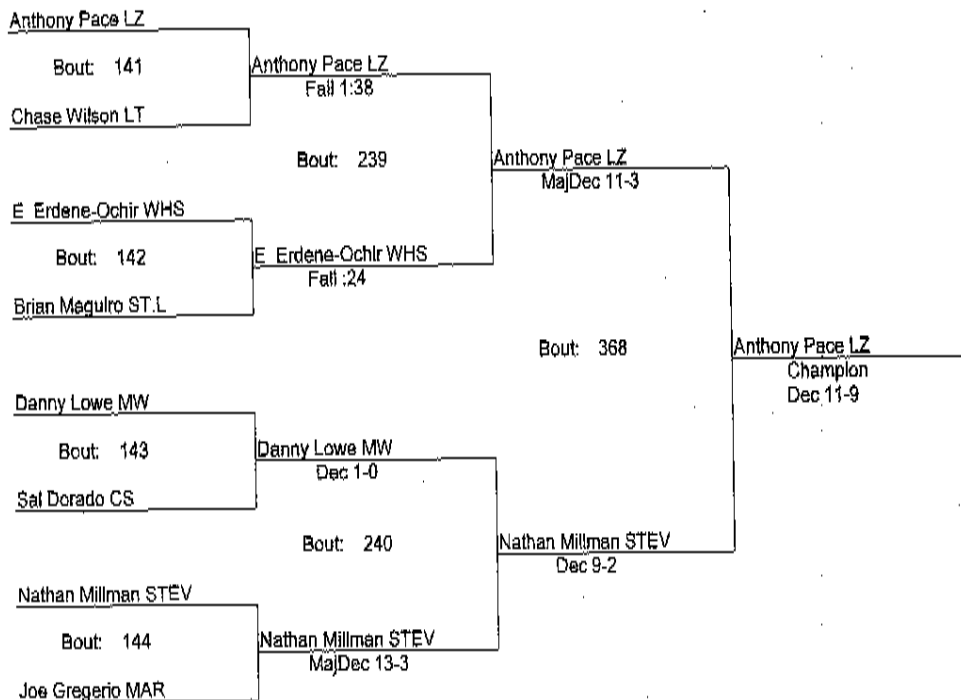 Anthony Pace LZ
Bout: 141
Anthony Pace LZ
Fall 1:38
Chase Wilson LT
Bout: 239
Anthony Pace LZ
MajDec 11-3
E Erdene-Ochir WHS
Bout: 142
E Erdene-Ochir WHS
Fall :24
Brian Maguiro ST.L
Bout: 368
Anthony Pace LZ
Champion
Dec 11-9
Danny Lowe MW
Bout: 143
Danny Lowe MW
Dec 1-0
Sal Dorado CS
Bout: 240
Nathan Millman STEV
Dec 9-2
Nathan Millman STEV
Bout: 144
Nathan Millman STEV
MajDec 13-3
Joe Gregerio MAR